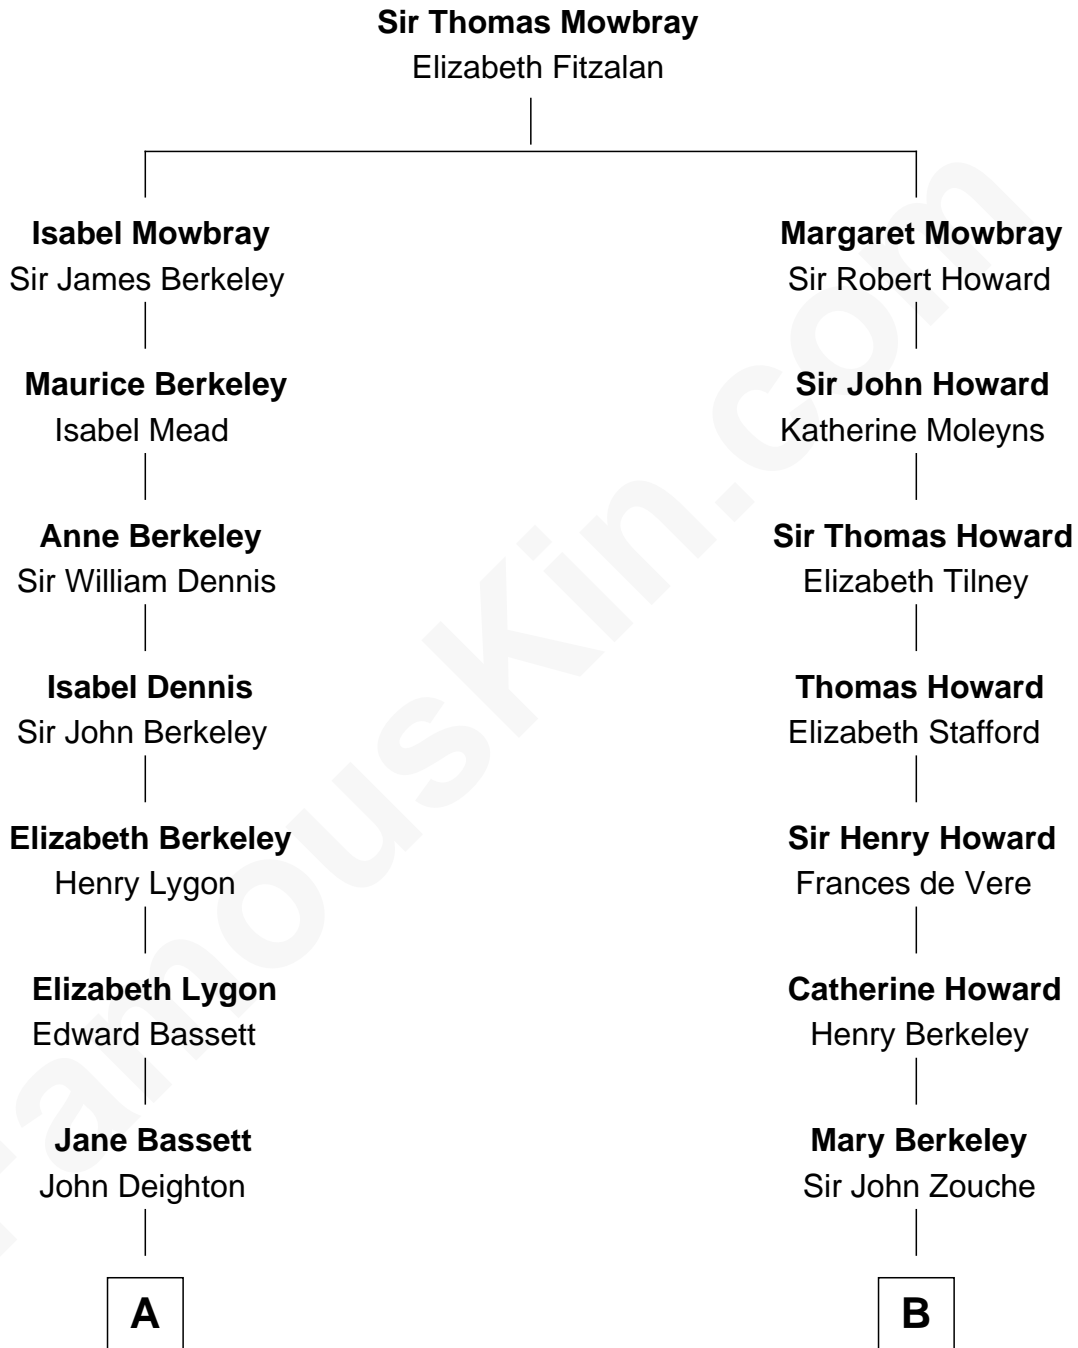 Sir Thomas Mowbray
Elizabeth Fitzalan
Isabel Mowbray
Sir James Berkeley
Margaret Mowbray
Sir Robert Howard
Maurice Berkeley
Isabel Mead
Sir John Howard
Katherine Moleyns
Anne Berkeley
Sir William Dennis
Sir Thomas Howard
Elizabeth Tilney
Isabel Dennis
Sir John Berkeley
Thomas Howard
Elizabeth Stafford
Elizabeth Berkeley
Henry Lygon
Sir Henry Howard
Frances de Vere
Elizabeth Lygon
Edward Bassett
Catherine Howard
Henry Berkeley
Jane Bassett
John Deighton
Mary Berkeley
Sir John Zouche
A
B
FamousKin.com